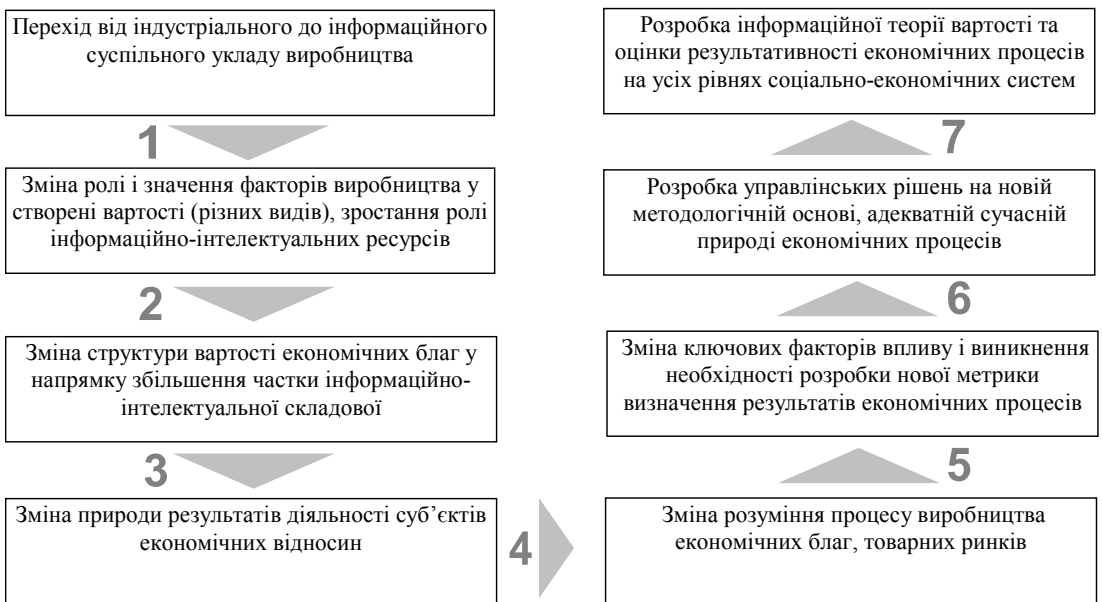 Перехід від індустріального до інформаційного
суспільного укладу виробництва
1
Зміна ролі і значення факторів виробництва у
створені вартості (різних видів), зростання ролі
інформаційно-інтелектуальних ресурсів
2
Зміна структури вартості економічних благ у
напрямку збільшення частки інформаційно-
інтелектуальної складової
3
Зміна природи результатів діяльності суб’єктів
економічних відносин
4
Зміна розуміння процесу виробництва
економічних благ, товарних ринків
5
Зміна ключових факторів впливу і виникнення
необхідності розробки нової метрики
визначення результатів економічних процесів
6
Розробка управлінських рішень на новій
методологічній основі, адекватній сучасній
природі економічних процесів
7
Розробка інформаційної теорії вартості та
оцінки результативності економічних процесів
на усіх рівнях соціально-економічних систем